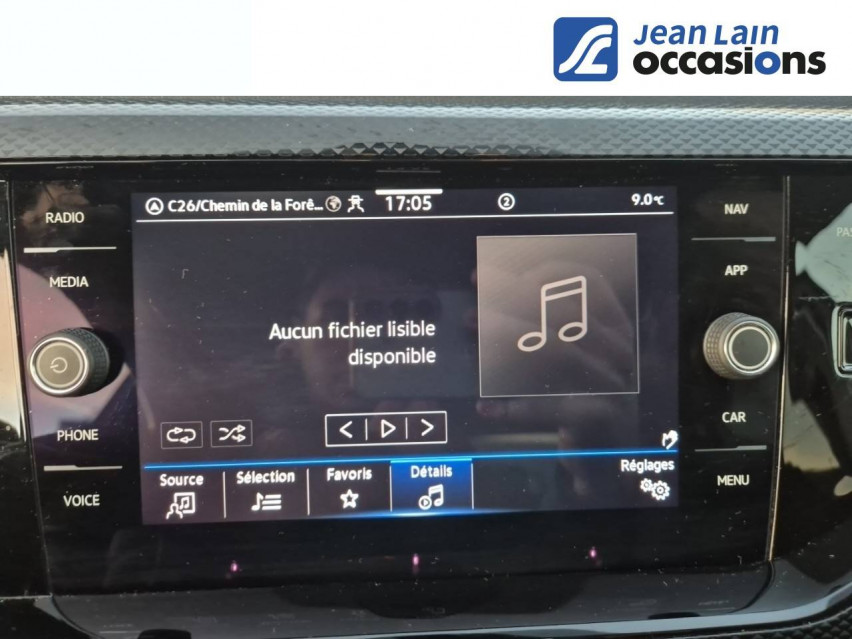 Jean Lain
occasions
RADIO
MEDIA
PHONE
VOICE
C26/Chemin de la Forê...
17:05
2
9.0°C
Aucun fichier lisible
disponible
Source
Sélection
Favoris
Détails
Réglages
NAV
APP
CAR
MENU